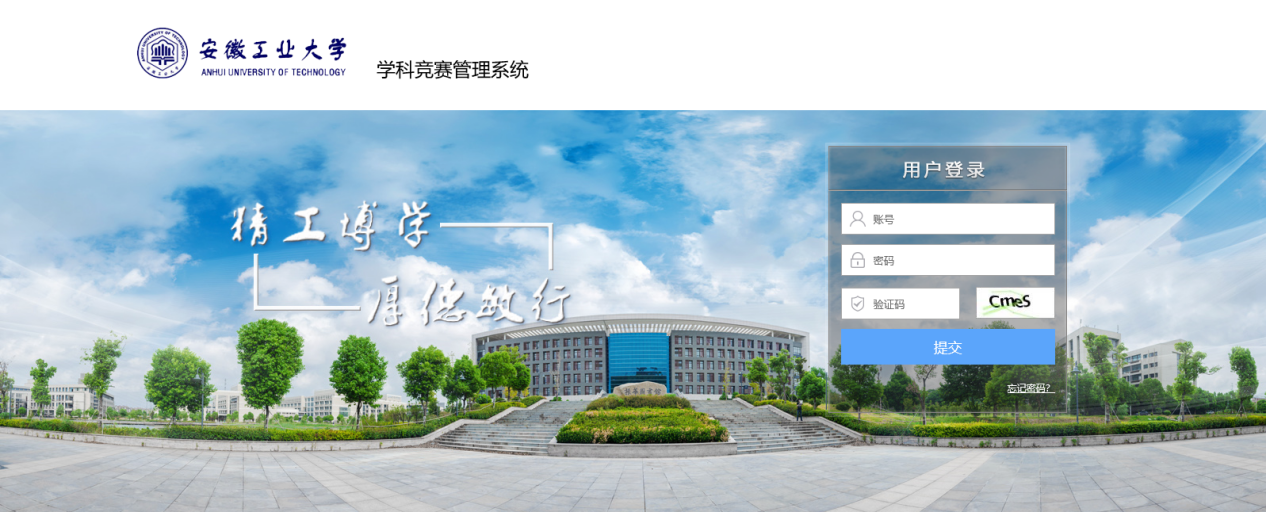 安徽工业大学
ANHUI UNIVERSITY OF TECHNOLOGY
学科竞赛管理系统
精工博学
厚德敏行
用户登录
账号
密码
验证码
CmeS
提交
忘记密码？